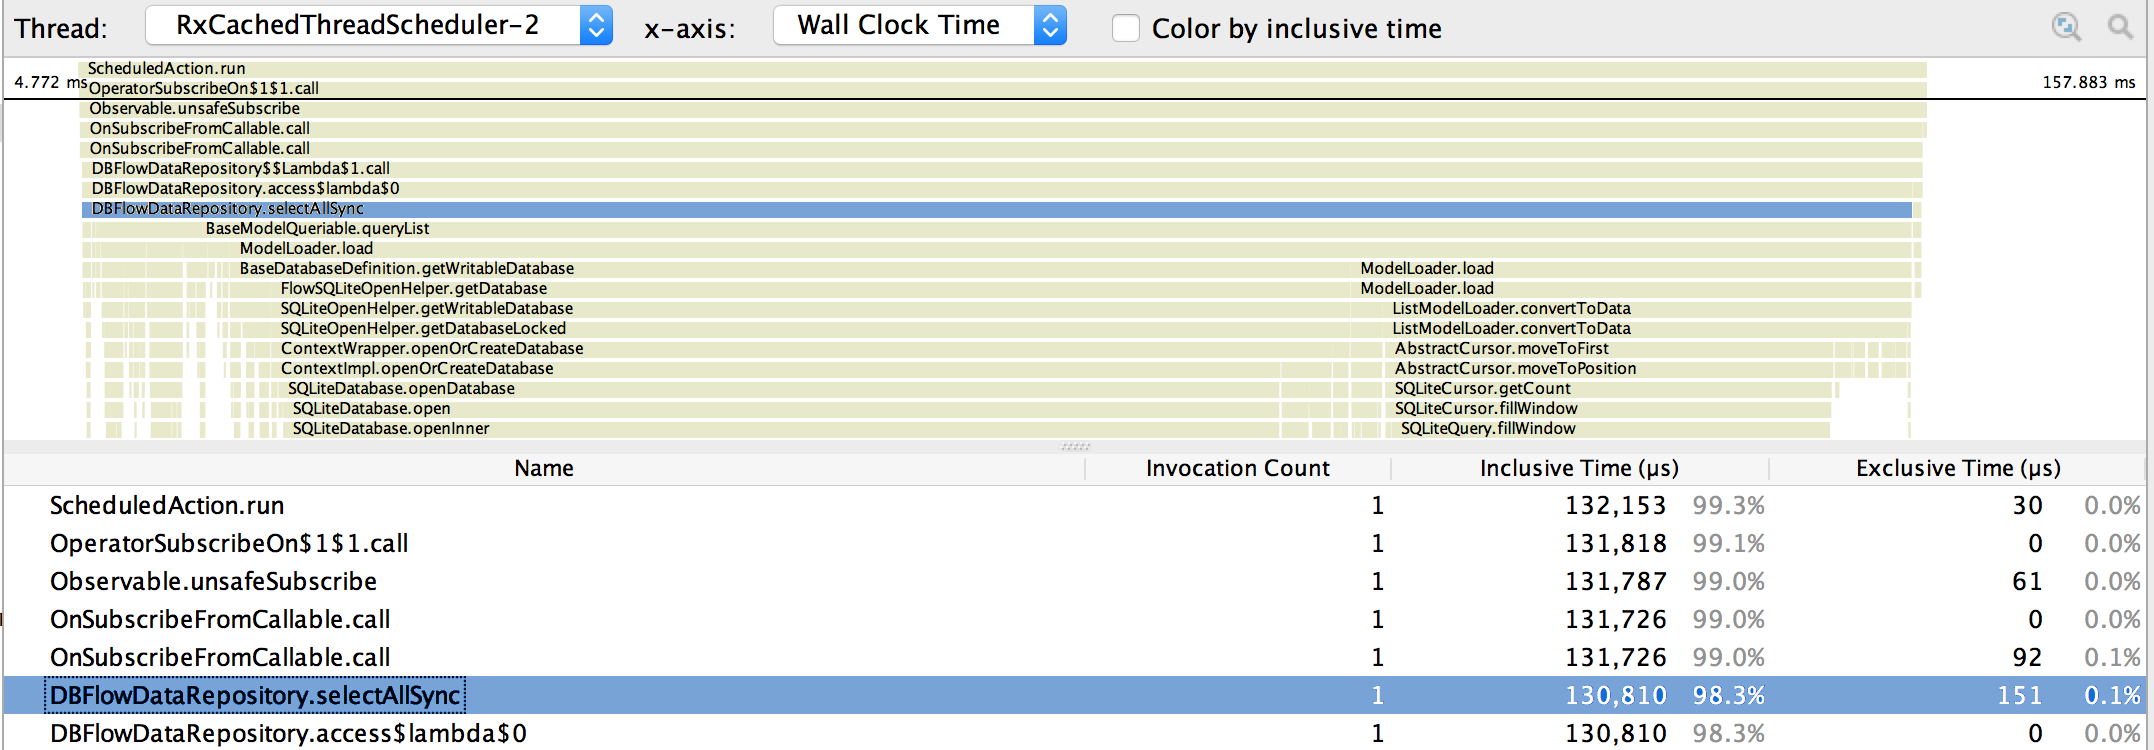 Thread: RxCachedThreadScheduler-2 x-axis: Wall Clock Time Color by inclusive time
ScheduledAction.run
4.772 ms 157.883 ms
OperatorSubscribeOn$1$1.call
Observable.unsafeSubscribe
OnSubscribeFromCallable.call
OnSubscribeFromCallable.call
DBFlowDataRepository$$Lambda$1.call
DBFlowDataRepository.access$lambda$0
DBFlowDataRepository.selectAllSync
BaseModelQueriable.queryList
ModelLoader.load
BaseDatabaseDefinition.getWritableDatabase ModelLoader.load
FlowSQLiteOpenHelper.getDatabase ModelLoader.load
SQLiteOpenHelper.getWritableDatabase ListModelLoader.convertToData
SQLiteOpenHelper.getDatabaseLocked ListModelLoader.convertToData
ContextWrapper.openOrCreateDatabase AbstractCursor.moveToFirst
ContextImpl.openOrCreateDatabase AbstractCursor.moveToPosition
SQLiteDatabase.openDatabase SQLiteCursor.getCount
SQLiteDatabase.open SQLiteCursor.fillWindow
SQLiteDatabase.openInner SQLiteQuery.fillWindow
Name Invocation Count Inclusive Time (µs) Exclusive Time (µs)
ScheduledAction.run 1 132,153 99.3% 30 0.0%
OperatorSubscribeOn$1$1.call 1 131,818 99.1% 0 0.0%
Observable.unsafeSubscribe 1 131,787 99.0% 61 0.0%
OnSubscribeFromCallable.call 1 131,726 99.0% 0 0.0%
OnSubscribeFromCallable.call 1 131,726 99.0% 92 0.1%
DBFlowDataRepository.selectAllSync 1 130,810 98.3% 151 0.1%
DBFlowDataRepository.access$lambda$0 1 130,810 98.3% 0 0.0%